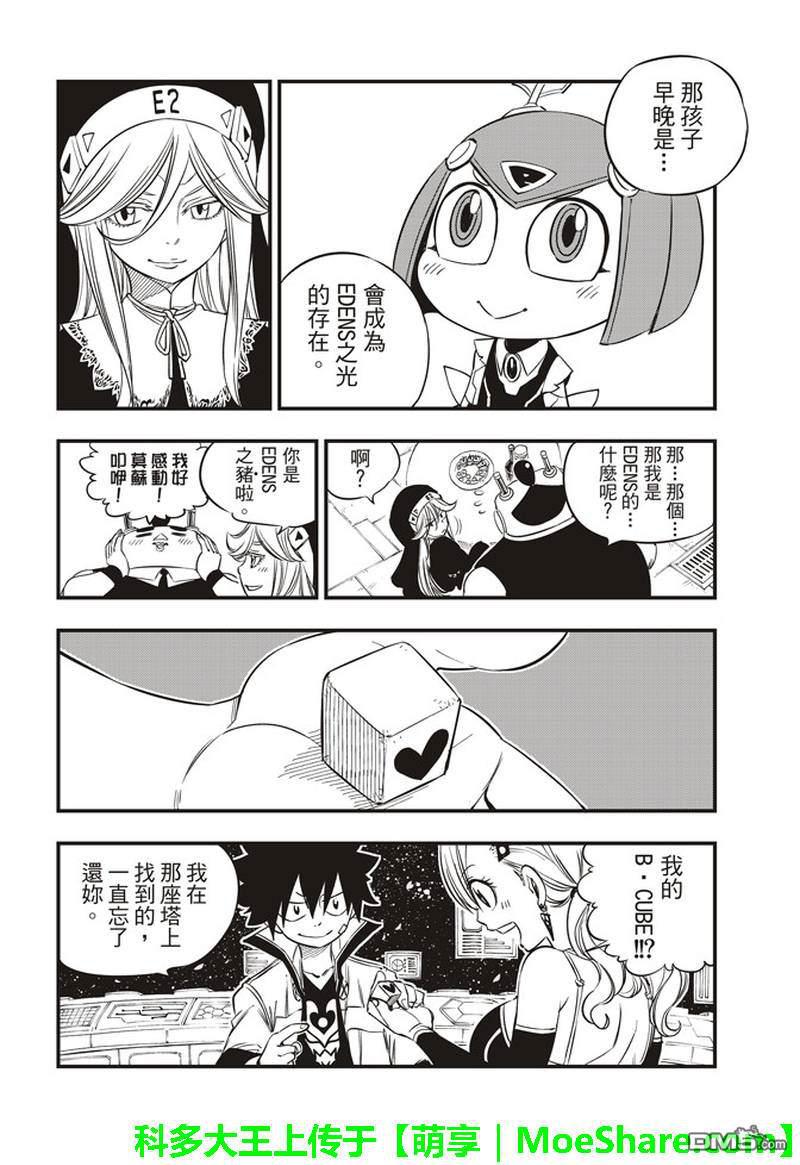 那孩子
早晚是…
會成為
EDENS之光
的存在。
E2
那…那個…
那我是
EDENS的…
什麼呢？
啊？
你是
EDENS
之豬啦。
我好
感動！
莫蘇
叩咿！
我的
B・CUBE!!?
我在
那座塔上
找到的，
一直忘了
還妳。
科多大王上传于【萌享｜MoeShare